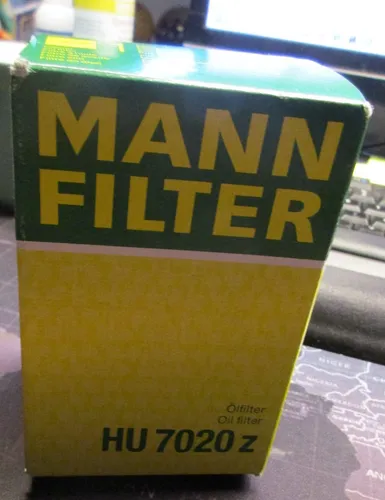 MANN
FILTER
Ölfilter
Oil filter
HU 7020 z